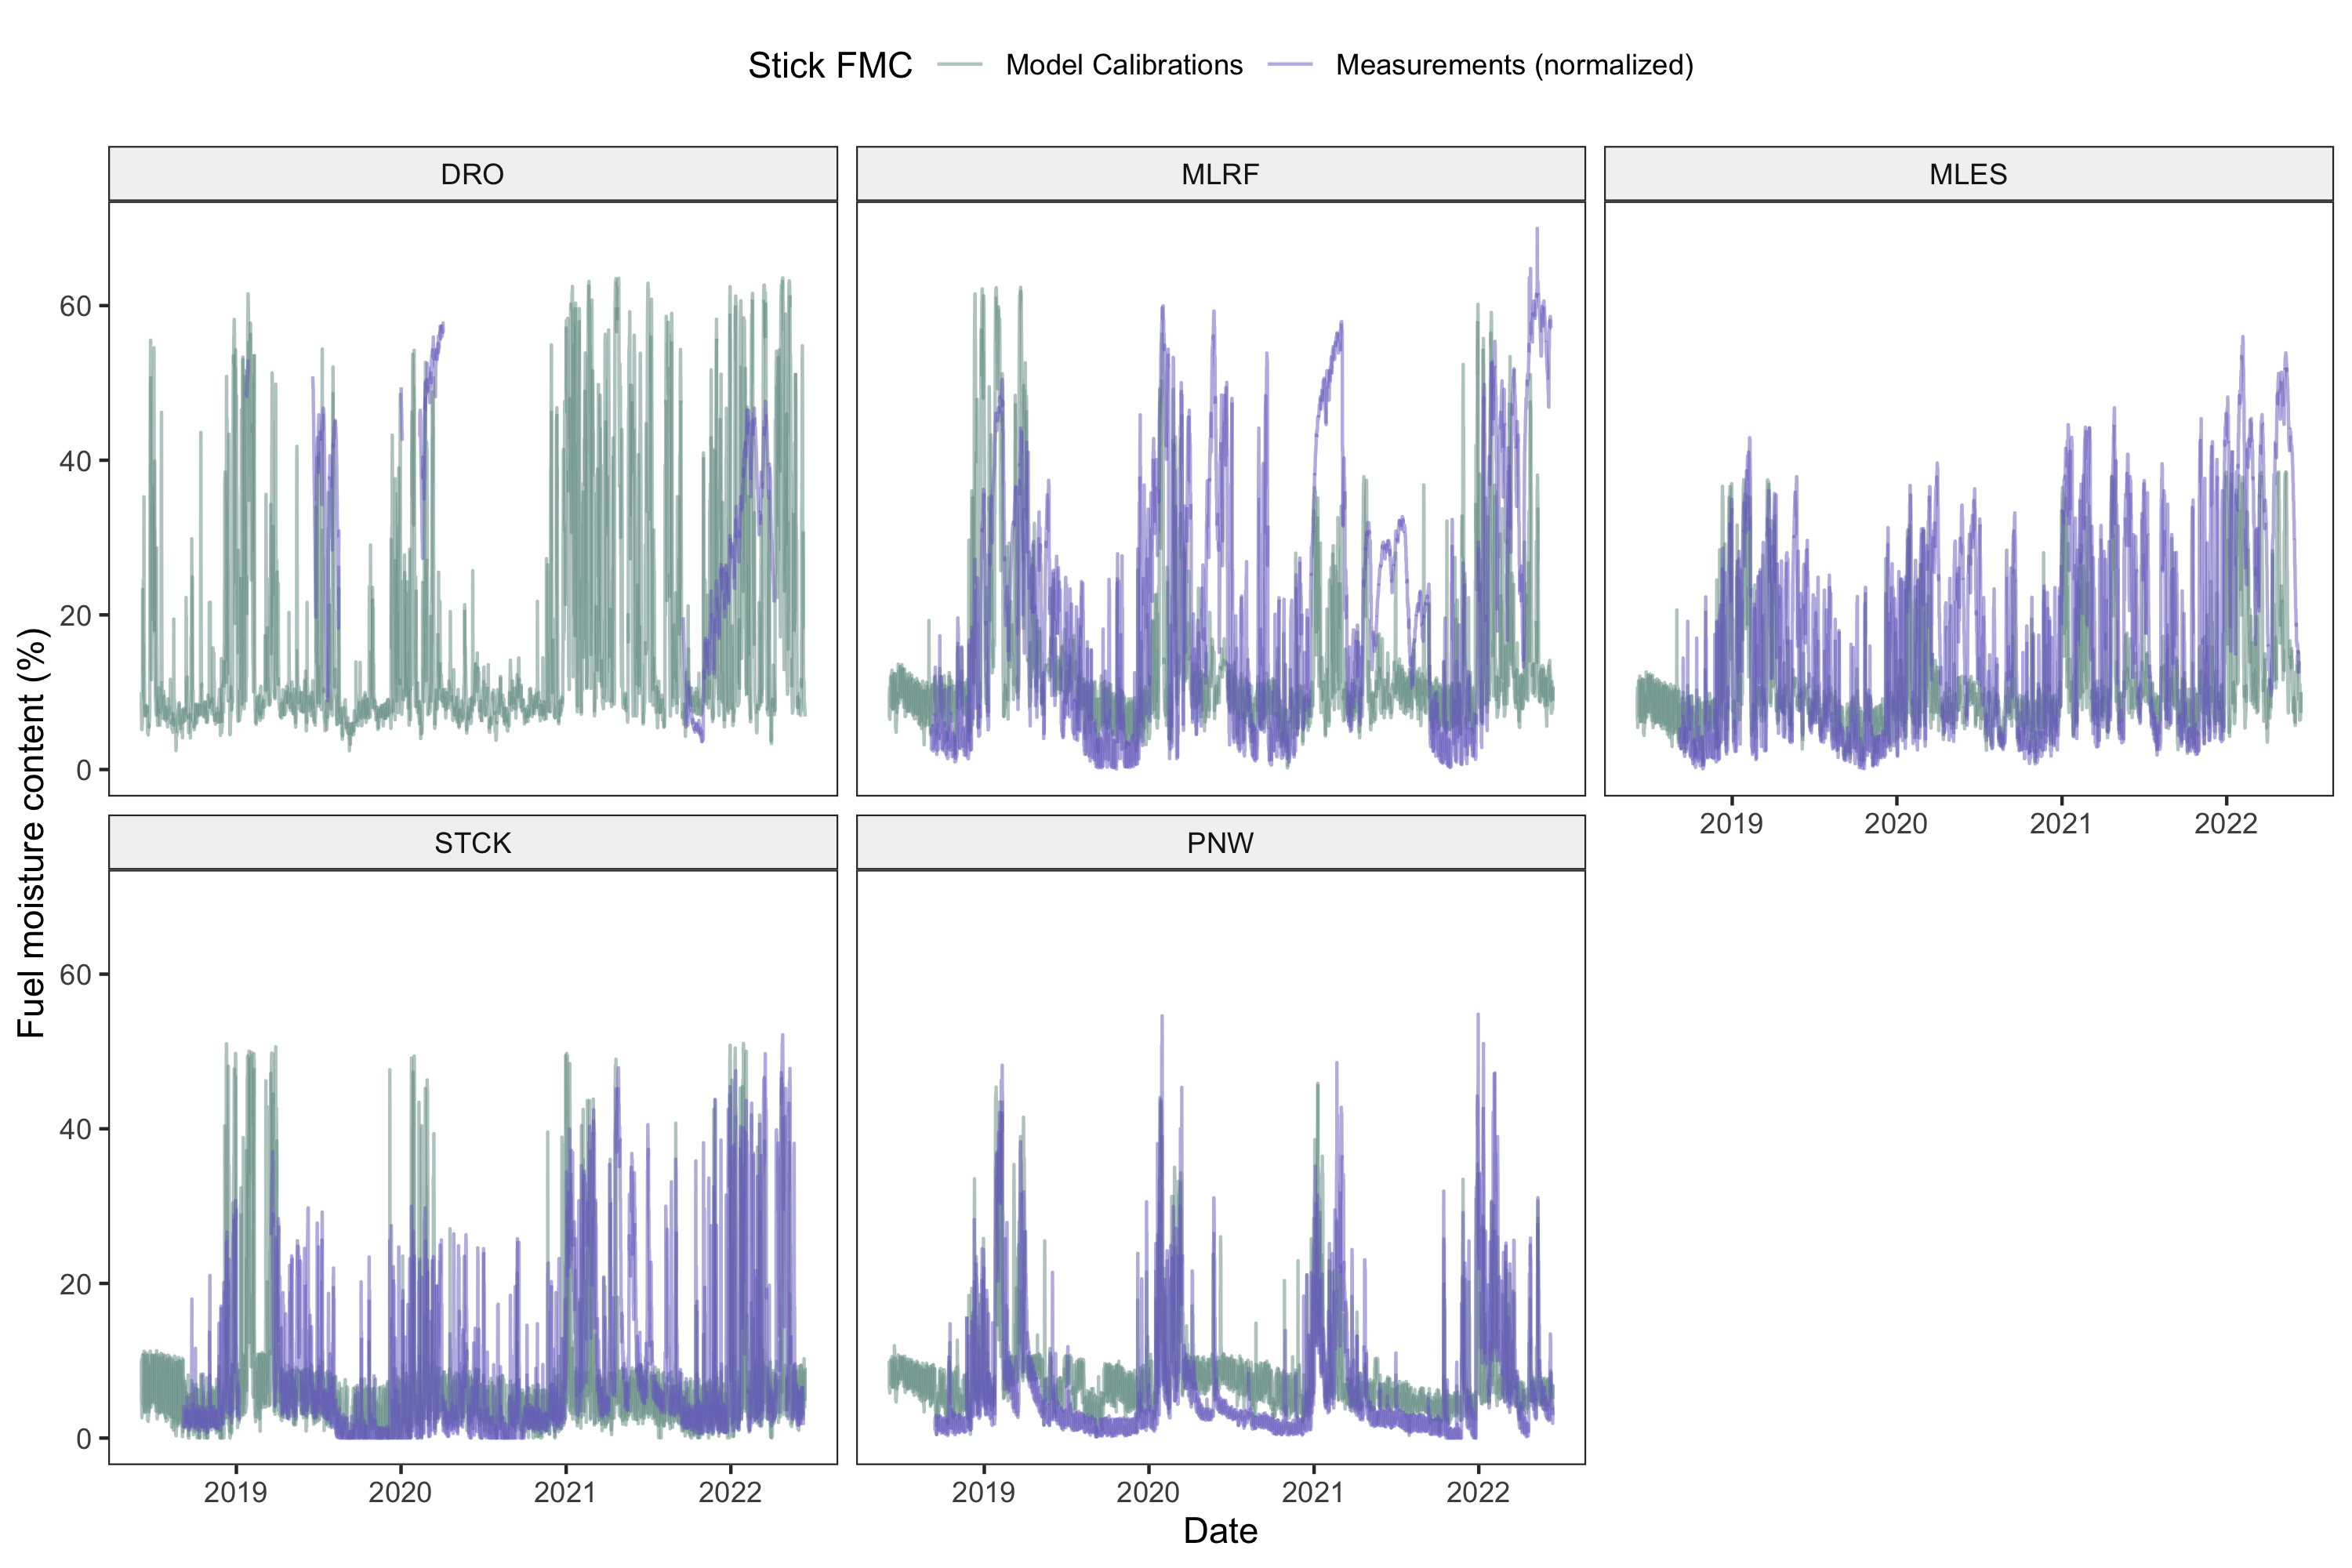 Stick FMC Model Calibrations Measurements (normalized)
DRO MLRF MLES
60
40
20
0
2019 2020 2021 2022
STCK PNW
60
40
20
0
2019 2020 2021 2022 2019 2020 2021 2022
Fuel moisture content (%)
Date